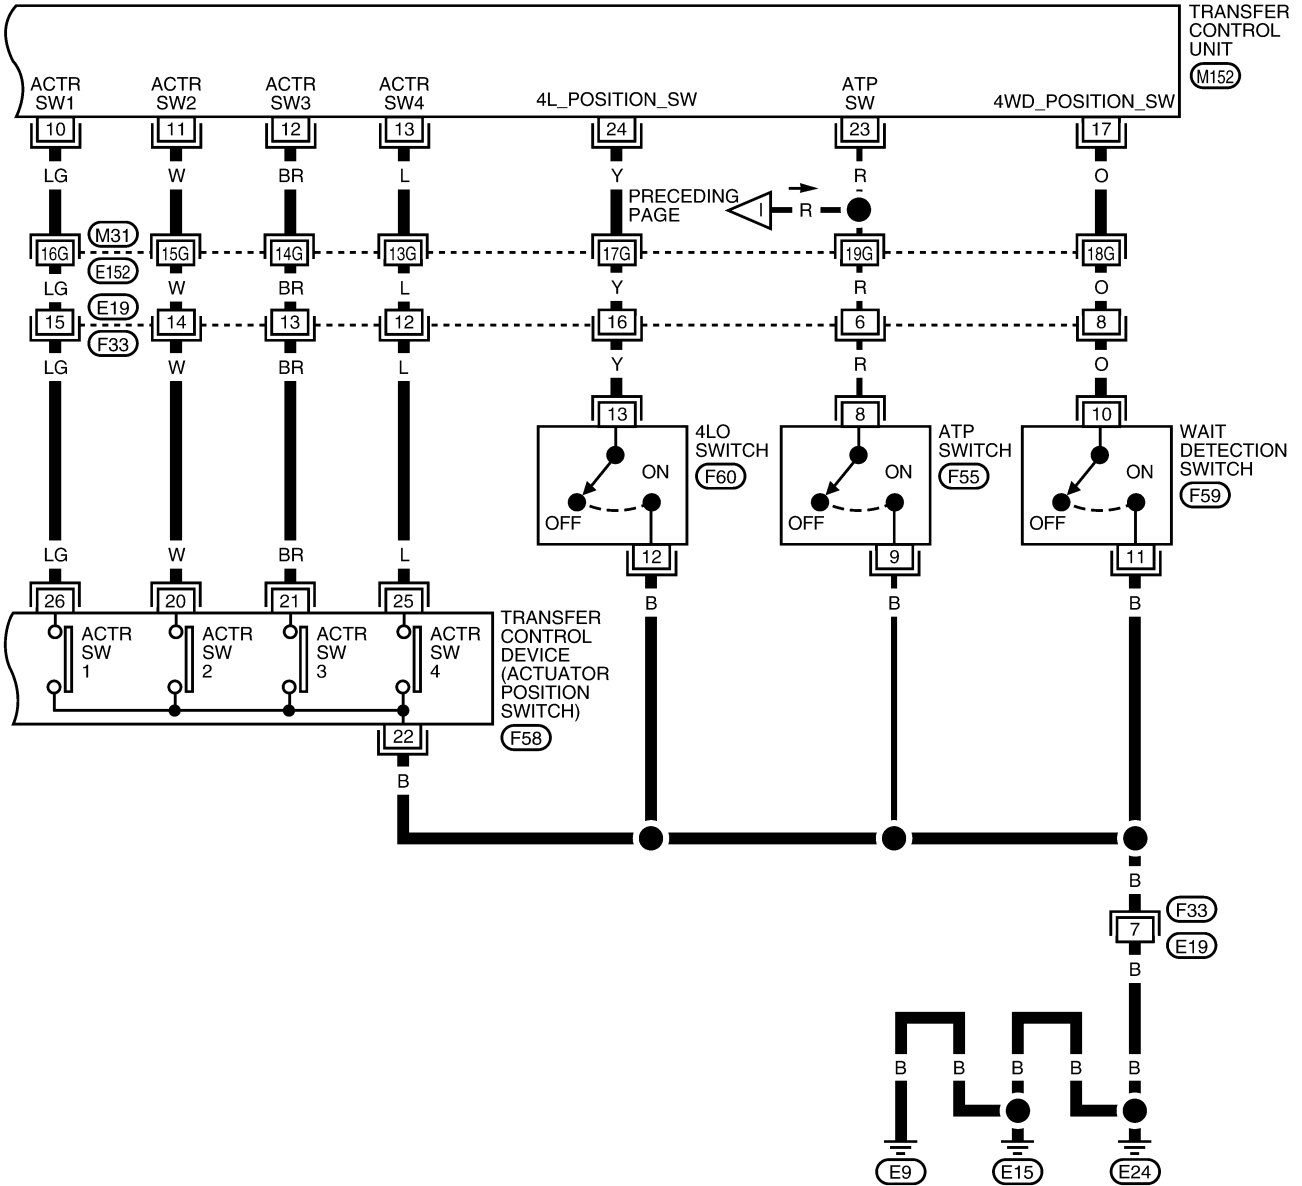 TRANSFER
CONTROL
UNIT
M152
ACTR
SW1
ACTR
SW2
ACTR
SW3
ACTR
SW4
4L_POSITION_SW
ATP
SW
4WD_POSITION_SW
10
11
12
13
24
23
17
LG
W
BR
L
Y
R
O
PRECEDING
PAGE
I
R
M31
16G
15G
14G
13G
17G
19G
18G
E152
LG
W
BR
L
Y
R
O
E19
15
14
13
12
16
6
8
F33
LG
W
BR
L
Y
R
O
13
8
10
4LO
SWITCH
F60
ON
OFF
ATP
SWITCH
F55
ON
OFF
WAIT
DETECTION
SWITCH
F59
ON
OFF
12
9
11
LG
W
BR
L
B
B
B
26
20
21
25
ACTR
SW
1
ACTR
SW
2
ACTR
SW
3
ACTR
SW
4
TRANSFER
CONTROL
DEVICE
(ACTUATOR
POSITION
SWITCH)
F58
22
B
B
F33
7
E19
B
B
B
B
B
B
E9
E15
E24